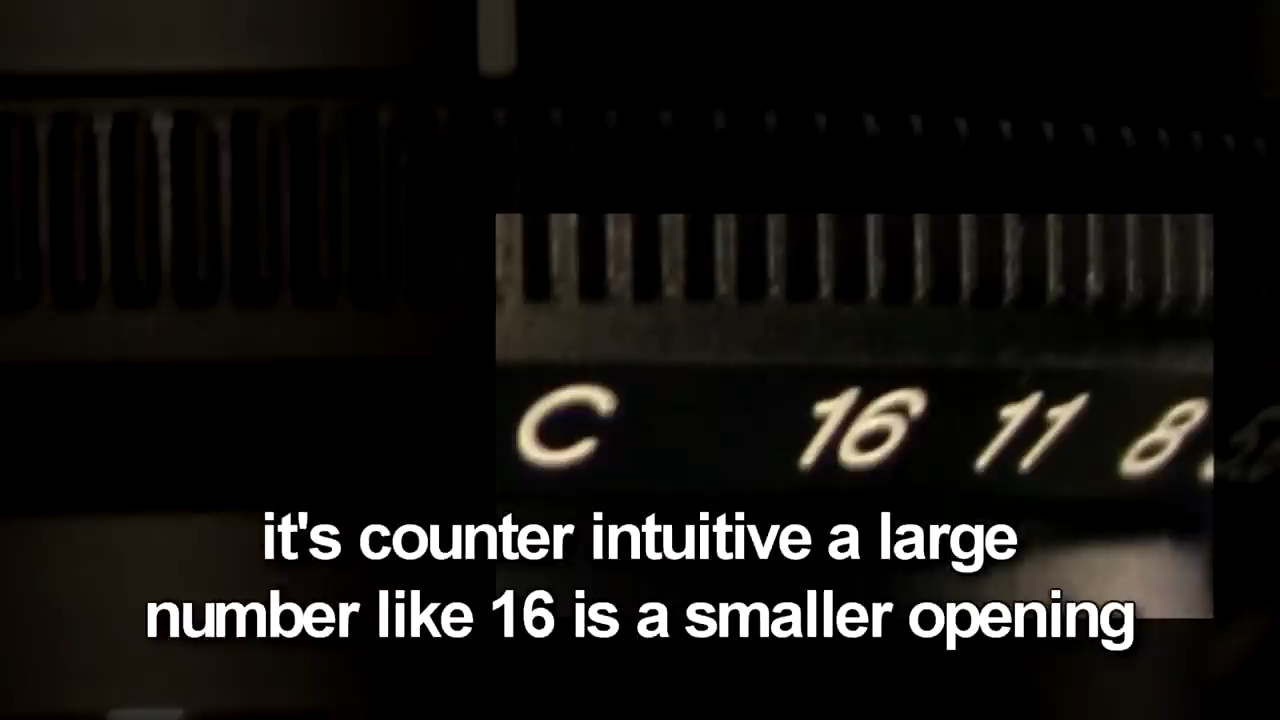 C 16 11 8
it's counter intuitive a large
number like 16 is a smaller opening